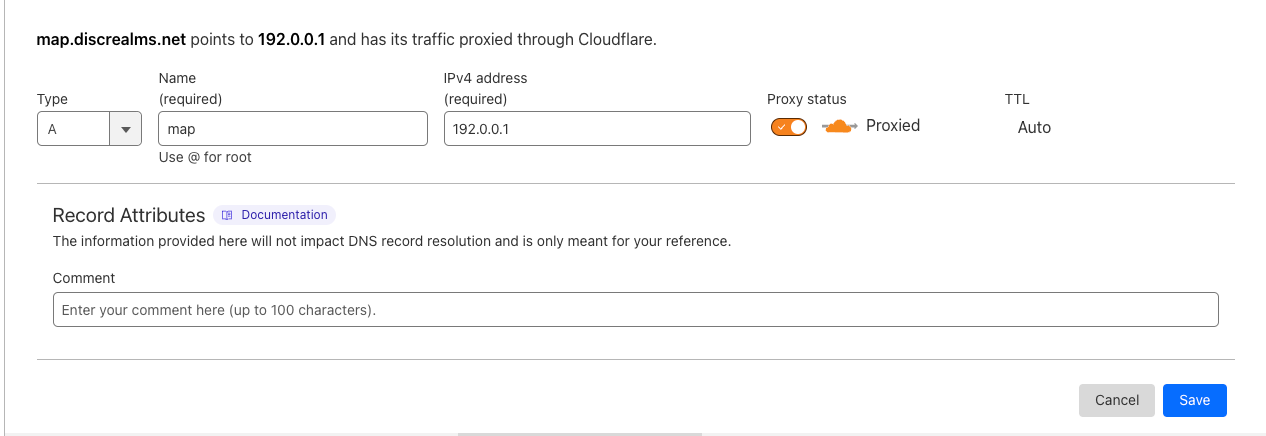 map.discrealms.net points to 192.0.0.1 and has its traffic proxied through Cloudflare.
Type
Name
(required)
IPv4 address
(required)
Proxy status
TTL
A
map
192.0.0.1
Proxied
Auto
Use @ for root
Record Attributes
Documentation
The information provided here will not impact DNS record resolution and is only meant for your reference.
Comment
Enter your comment here (up to 100 characters).
Cancel
Save